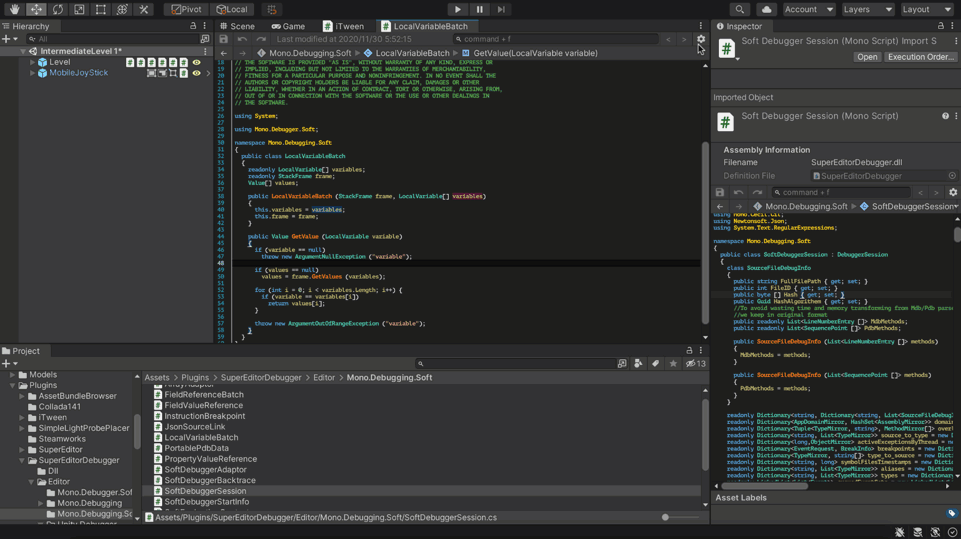 Pivot
Local
Account
Layers
Layout
Hierarchy
All
IntermediateLevel 1*
Level
MobileJoyStick
Scene
Game
iTween
LocalVariableBatch
Last modified at 2020/11/30 5:52:15
command + f
Mono.Debugging.Soft
LocalVariableBatch
GetValue(LocalVariable variable)
18 // THE SOFTWARE IS PROVIDED "AS IS", WITHOUT WARRANTY OF ANY KIND, EXPRESS OR
19 // IMPLIED, INCLUDING BUT NOT LIMITED TO THE WARRANTIES OF MERCHANTABILITY,
20 // FITNESS FOR A PARTICULAR PURPOSE AND NONINFRINGEMENT. IN NO EVENT SHALL THE
21 // AUTHORS OR COPYRIGHT HOLDERS BE LIABLE FOR ANY CLAIM, DAMAGES OR OTHER
22 // LIABILITY, WHETHER IN AN ACTION OF CONTRACT, TORT OR OTHERWISE, ARISING FROM,
23 // OUT OF OR IN CONNECTION WITH THE SOFTWARE OR THE USE OR OTHER DEALINGS IN
24 // THE SOFTWARE.
25
26 using System;
27
28 using Mono.Debugger.Soft;
29
30 namespace Mono.Debugging.Soft
31 {
32 public class LocalVariableBatch
33 {
34 readonly LocalVariable[] variables;
35 readonly StackFrame frame;
36 Value[] values;
37
38 public LocalVariableBatch (StackFrame frame, LocalVariable[] variables)
39 {
40 this.variables = variables;
41 this.frame = frame;
42 }
43
44 public Value GetValue (LocalVariable variable)
45 {
46 if (variable == null)
47 throw new ArgumentNullException ("variable");
48
49 if (values == null)
50 values = frame.GetValues (variables);
51
52 for (int i = 0; i < variables.Length; i++) {
53 if (variable == variables[i])
54 return values[i];
55 }
56
57 throw new ArgumentOutOfRangeException ("variable");
58 }
59 }
Inspector
Soft Debugger Session (Mono Script) Import S
Open
Execution Order...
Imported Object
Soft Debugger Session (Mono Script)
Assembly Information
Filename SuperEditorDebugger.dll
Definition File SuperEditorDebugger
command + f
Mono.Debugging.Soft
SoftDebuggerSession
using Mono.Cecil.Cil;
using Newtonsoft.Json;
using System.Text.RegularExpressions;
namespace Mono.Debugging.Soft
{
public class SoftDebuggerSession : DebuggerSession
{
class SourceFileDebugInfo
{
public string FullFilePath { get; set; }
public int FileID { get; set; }
public byte [] Hash { get; set; }
public Guid HashAlgorithem { get; set; }
//To avoid wasting time and memory transforming from Mdb/Pdb parser
//we keep in original format
public readonly List<LineNumberEntry []> MdbMethods;
public readonly List<SequencePoint []> PdbMethods;
public SourceFileDebugInfo (List<LineNumberEntry []> methods)
{
MdbMethods = methods;
}
public SourceFileDebugInfo (List<SequencePoint []> methods)
{
PdbMethods = methods;
}
}
readonly Dictionary<string, Dictionary<string, List<SourceFileDebugI
readonly Dictionary<AppDomainMirror, HashSet<AssemblyMirror>> domain
readonly Dictionary<Tuple<TypeMirror, string>, MethodMirror[]> overl
readonly Dictionary<string, List<TypeMirror>> source_to_type = new D
readonly Dictionary<long,ObjectMirror> activeExceptionsByThread = ne
readonly Dictionary<EventRequest, BreakInfo> breakpoints = new Dicti
readonly Dictionary<TypeMirror, string[]> type_to_source = new Dicti
readonly Dictionary<string, long> symbolFilesTimestamps = new Dictio
readonly Dictionary<string, List<TypeMirror>> aliases = new Dictiona
readonly Dictionary<string, List<TypeMirror>> types = new Dictionary
Asset Labels
Project
13
Models
Plugins
AssetBundleBrowser
Collada141
iTween
SimpleLightProbePlacer
Steamworks
SuperEditor
SuperEditorDebugger
Dll
Editor
Mono.Debugger.Sof
Mono.Debugging
Mono.Debugging.So
Assets
Plugins
SuperEditorDebugger
Editor
Mono.Debugging.Soft
ArrayAdaptor
FieldReferenceBatch
FieldValueReference
InstructionBreakpoint
JsonSourceLink
LocalVariableBatch
PortablePdbData
PropertyValueReference
SoftDebuggerAdaptor
SoftDebuggerBacktrace
SoftDebuggerSession
SoftDebuggerStartInfo
Assets/Plugins/SuperEditorDebugger/Editor/Mono.Debugging.Soft/SoftDebuggerSession.cs